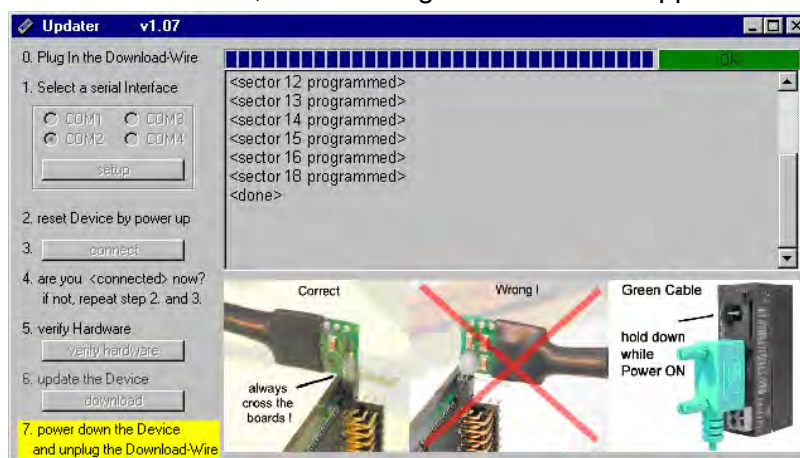 Updater v1.07
0. Plug In the Download-Wire
OK
1. Select a serial Interface
COM1 COM3
COM2 COM4
setup
2. reset Device by power up
3. connect
4. are you <connected> now?
if not, repeat step 2. and 3.
5. verify Hardware
verify hardware
6. update the Device
download
7. power down the Device
and unplug the Download-Wire
<sector 12 programmed>
<sector 13 programmed>
<sector 14 programmed>
<sector 15 programmed>
<sector 16 programmed>
<sector 18 programmed>
<done>
Correct
always
cross the
boards !
Wrong !
Green Cable
hold down
while
Power ON